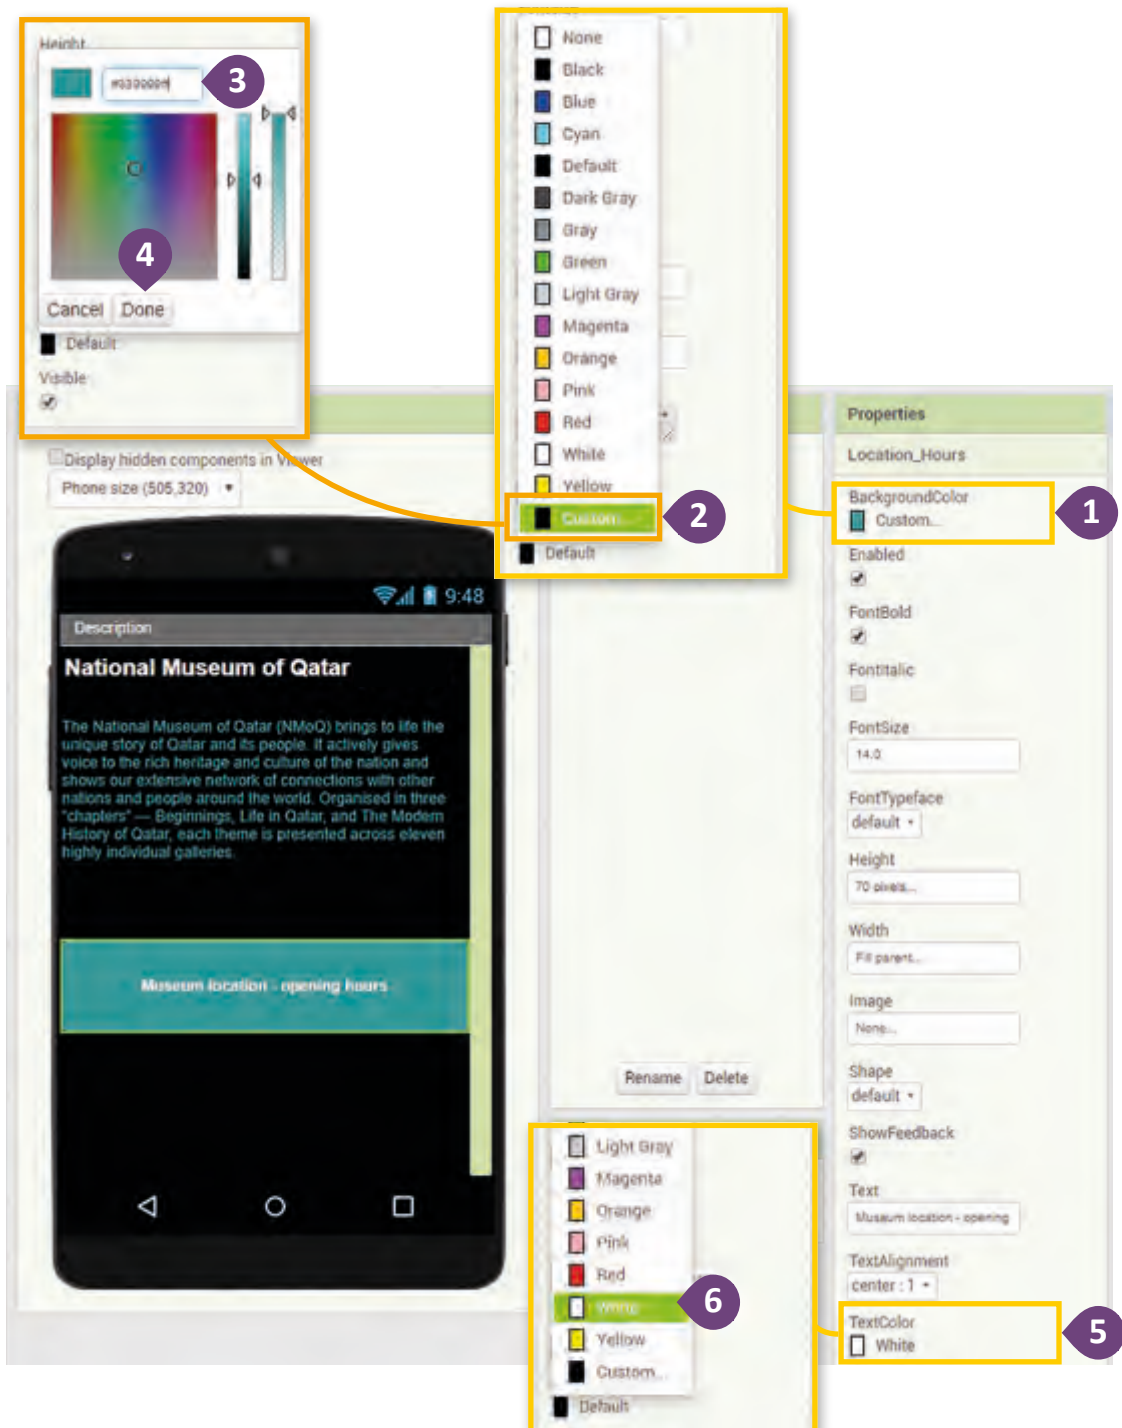 Height
3
4
Cancel Done
Default
Visible
None
Black
Blue
Cyan
Default
Dark Gray
Gray
Green
Light Gray
Magenta
Orange
Pink
Red
White
Yellow
Custom...
2
Default
Properties
Location_Hours
BackgroundColor
Custom...
1
Enabled
FontBold
FontItalic
FontSize
14.0
FontTypeface
default
Height
70 pixels...
Width
Fill parent...
Image
None...
Shape
default
ShowFeedback
Text
Museum location - opening
TextAlignment
center : 1
TextColor
White
5
Display hidden components in Viewer
Phone size (505,320)
9:48
Description
National Museum of Qatar
The National Museum of Qatar (NMoQ) brings to life the
unique story of Qatar and its people. It actively gives
voice to the rich heritage and culture of the nation and
shows our extensive network of connections with other
nations and people around the world. Organised in three
"chapters" — Beginnings, Life in Qatar, and The Modern
History of Qatar, each theme is presented across eleven
highly individual galleries.
Museum location - opening hours
Rename Delete
Light Gray
Magenta
Orange
Pink
Red
White
6
Yellow
Custom...
Default